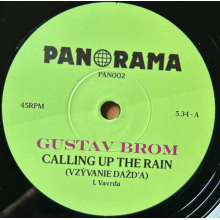 PANORAMA
PAN002
45RPM
5.34 - A
GUSTAV BROM
CALLING UP THE RAIN
(VZÝVANIE DAŽĎA)
I. Vavrda